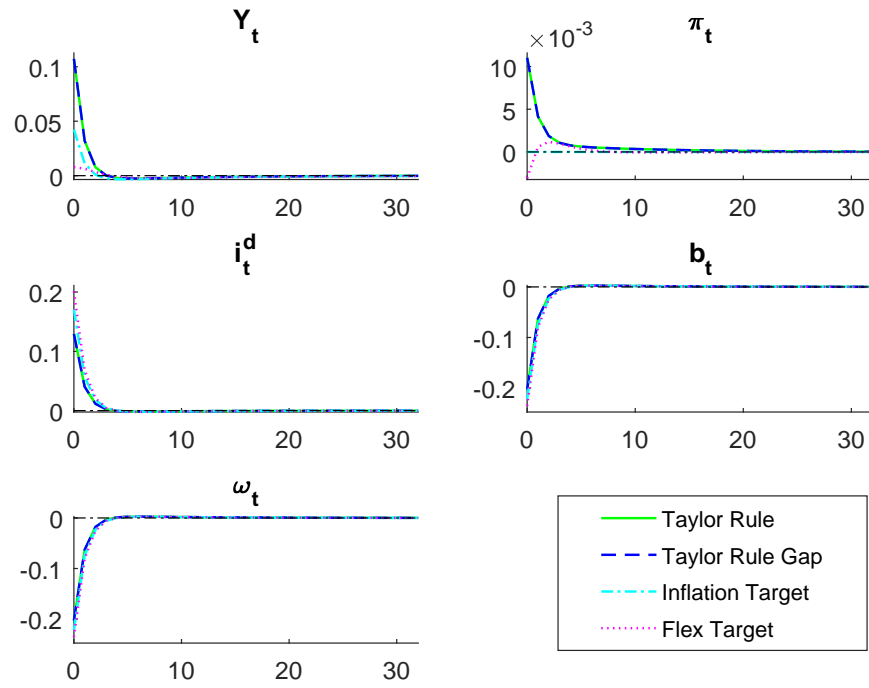 Y_t
0.1
0.05
0
0 10 20 30
π_t
× 10^-3
10
5
0
0 10 20 30
i_t^d
0.2
0.1
0
0 10 20 30
b_t
0
-0.1
-0.2
0 10 20 30
ω_t
0
-0.1
-0.2
0 10 20 30
Taylor Rule
Taylor Rule Gap
Inflation Target
Flex Target